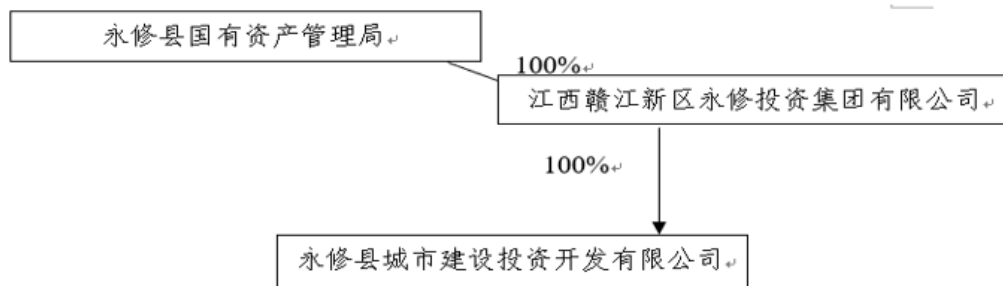 永修县国有资产管理局
100%
江西赣江新区永修投资集团有限公司
100%
永修县城市建设投资开发有限公司